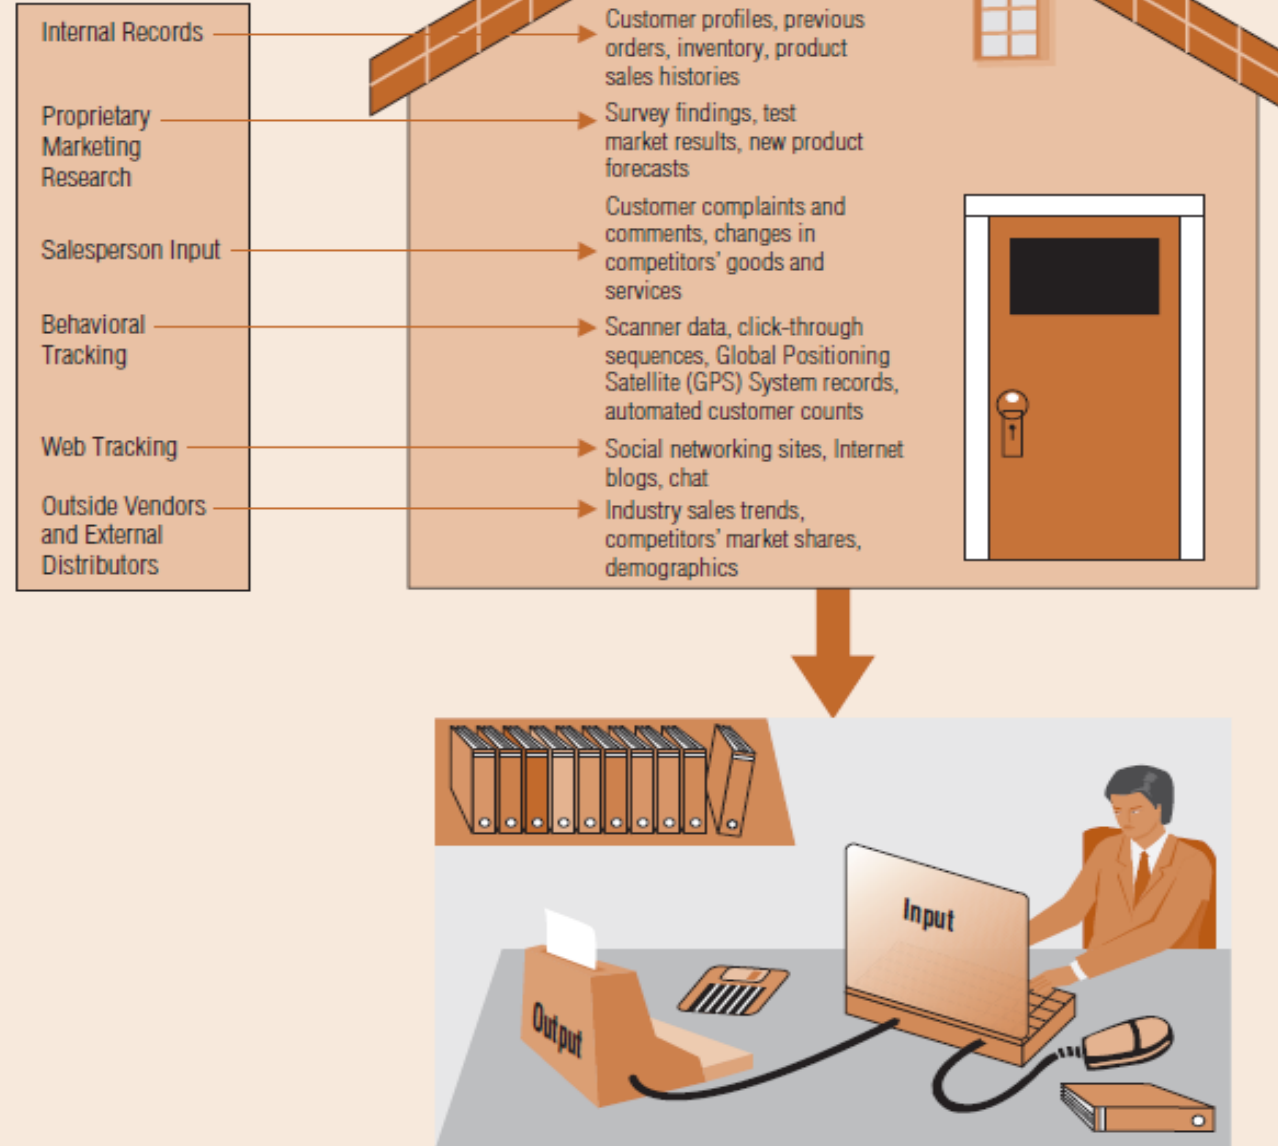 Internal Records
Customer profiles, previous
orders, inventory, product
sales histories
Proprietary
Marketing
Research
Survey findings, test
market results, new product
forecasts
Salesperson Input
Customer complaints and
comments, changes in
competitors' goods and
services
Behavioral
Tracking
Scanner data, click-through
sequences, Global Positioning
Satellite (GPS) System records,
automated customer counts
Web Tracking
Social networking sites, Internet
blogs, chat
Outside Vendors
and External
Distributors
Industry sales trends,
competitors' market shares,
demographics
Input
Output